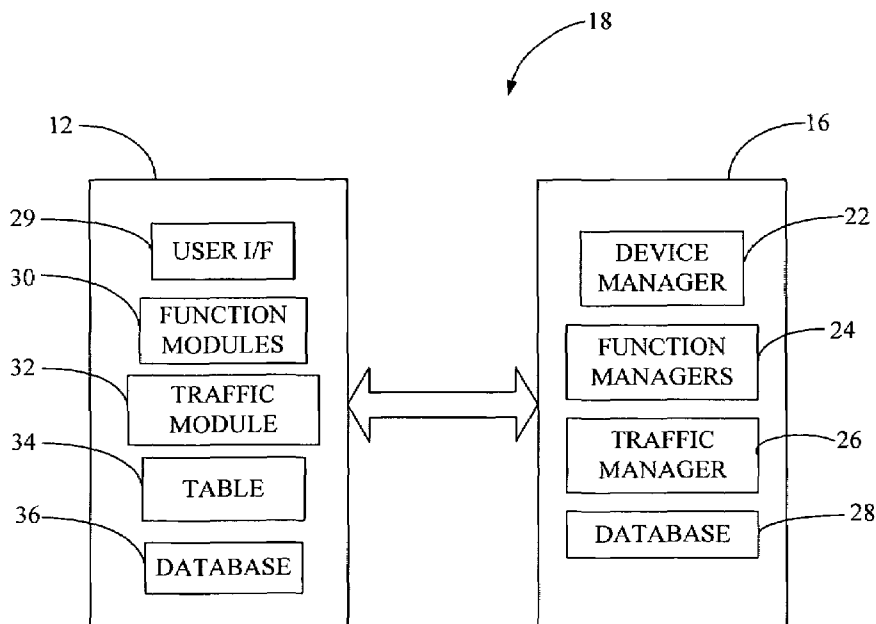 18
12
16
29
USER I/F
30
FUNCTION
MODULES
32
TRAFFIC
MODULE
34
TABLE
36
DATABASE
DEVICE
MANAGER
22
FUNCTION
MANAGERS
24
TRAFFIC
MANAGER
26
DATABASE
28